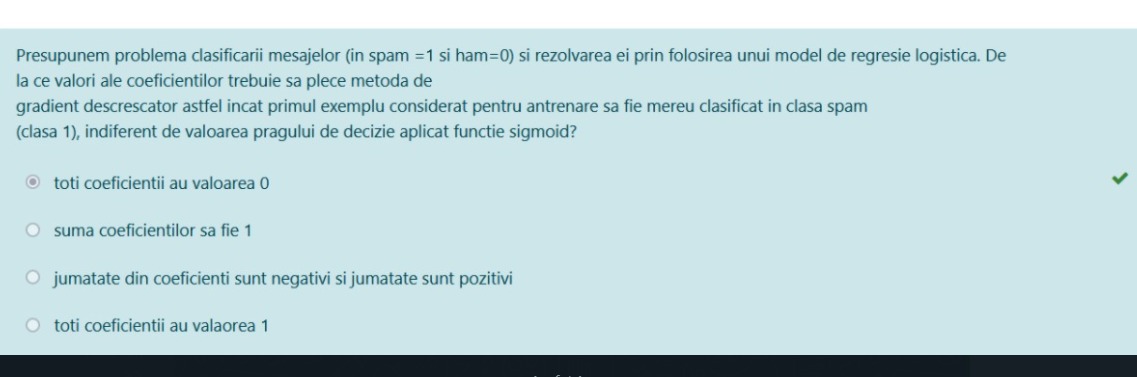 Presupunem problema clasificarii mesajelor (in spam =1 si ham=0) si rezolvarea ei prin folosirea unui model de regresie logistica. De
la ce valori ale coeficientilor trebuie sa plece metoda de
gradient descrescator astfel incat primul exemplu considerat pentru antrenare sa fie mereu clasificat in clasa spam
(clasa 1), indiferent de valoarea pragului de decizie aplicat functie sigmoid?
toti coeficientii au valoarea 0
suma coeficientilor sa fie 1
jumatate din coeficienti sunt negativi si jumatate sunt pozitivi
toti coeficientii au valaorea 1